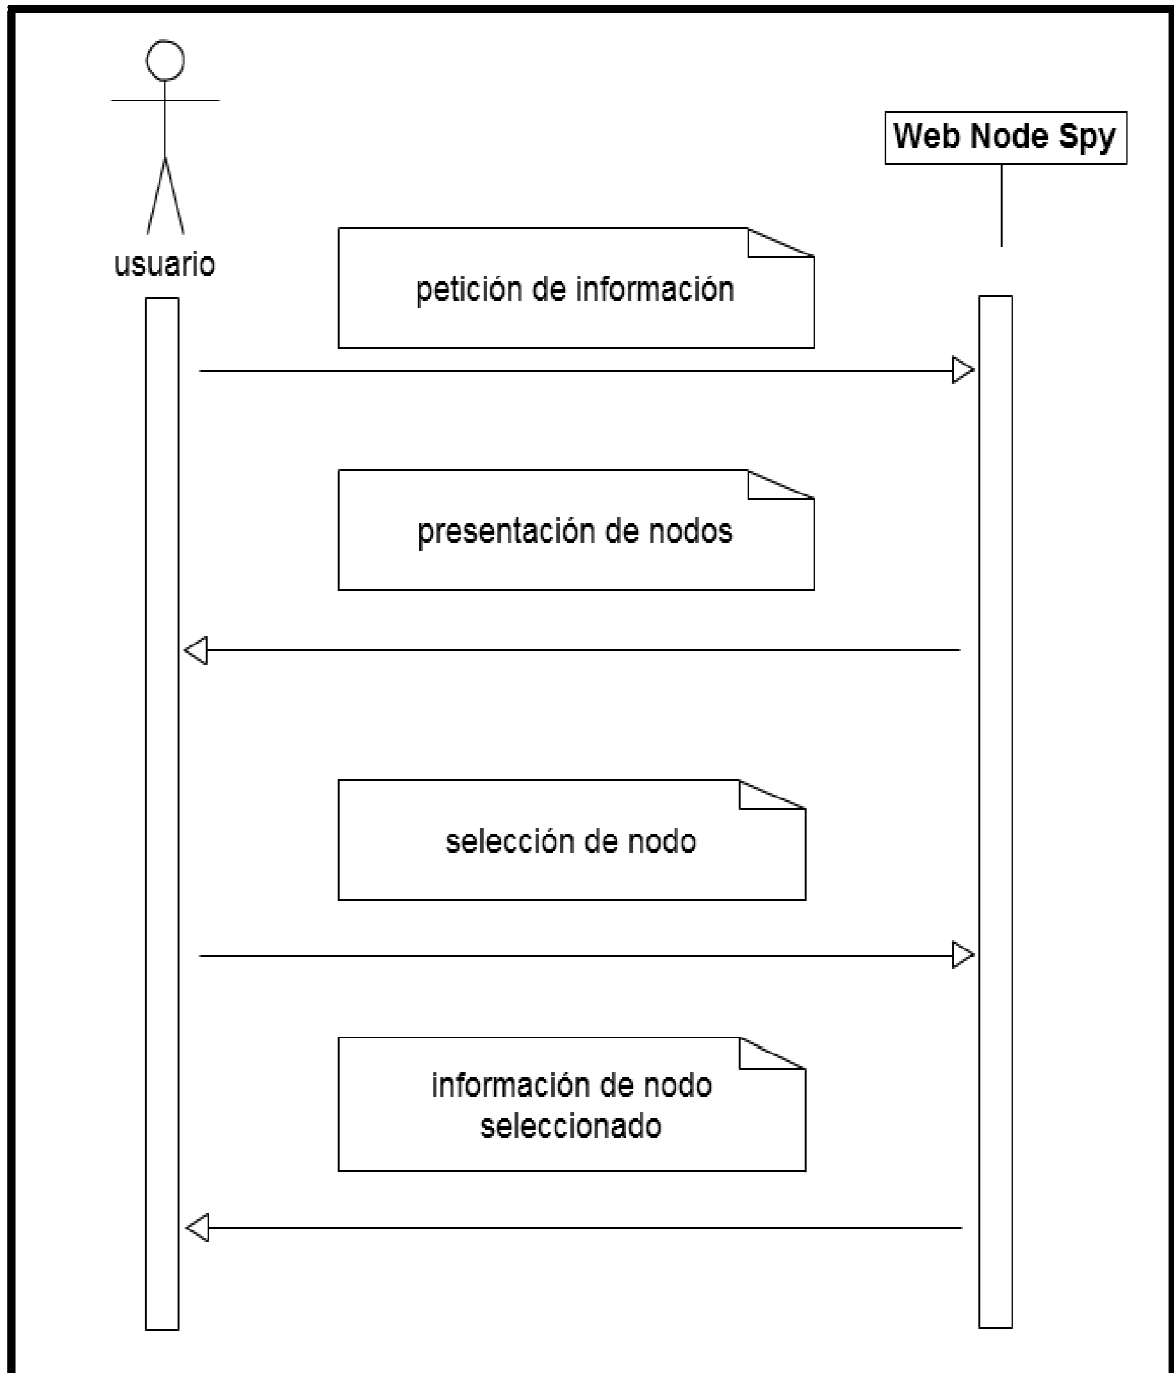 Web Node Spy
usuario
petición de información
presentación de nodos
selección de nodo
información de nodo
seleccionado